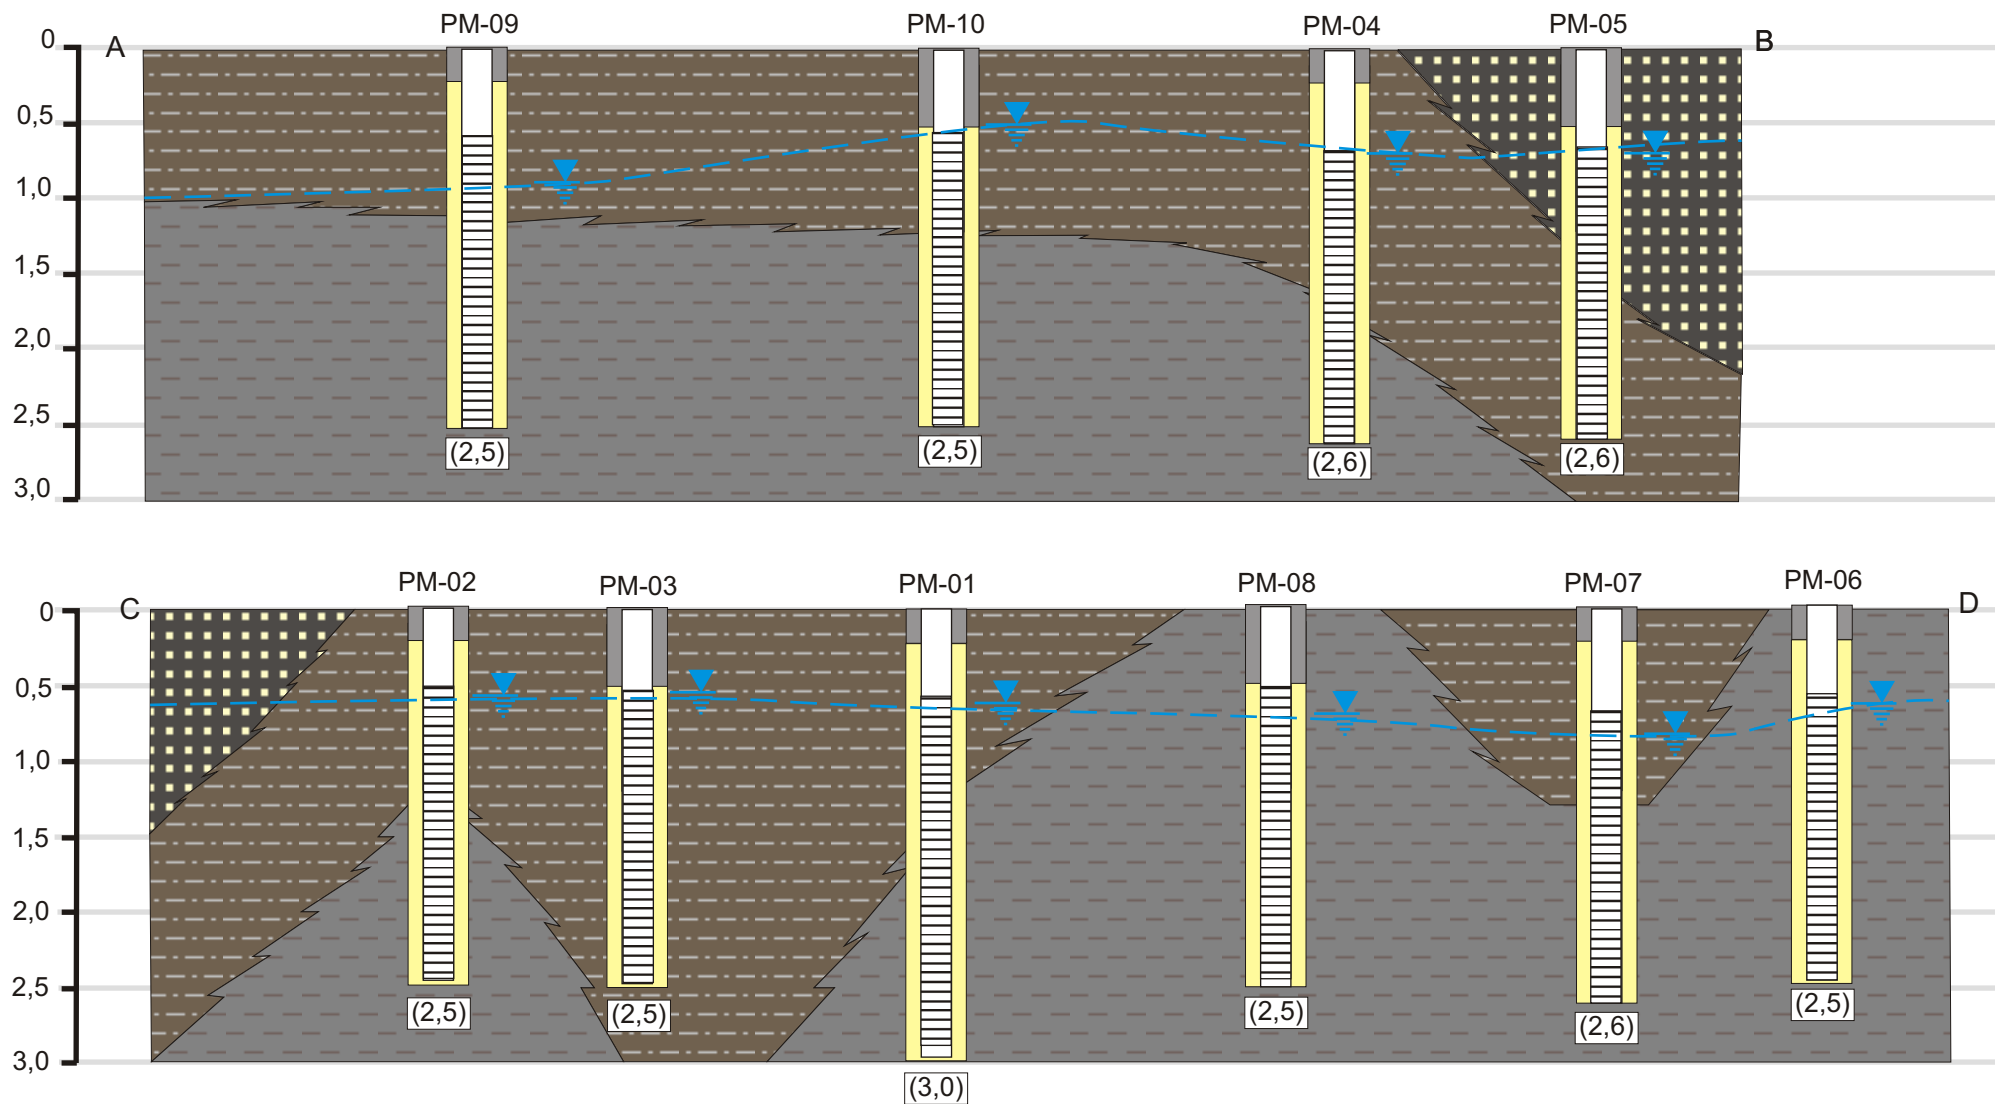 PM-09 PM-10 PM-04 PM-05
A B
0
0,5
1,0
1,5
2,0
2,5
3,0
(2,5) (2,5) (2,6) (2,6)
PM-02 PM-03 PM-01 PM-08 PM-07 PM-06
C D
0
0,5
1,0
1,5
2,0
2,5
3,0
(2,5) (2,5) (3,0) (2,5) (2,6) (2,5)